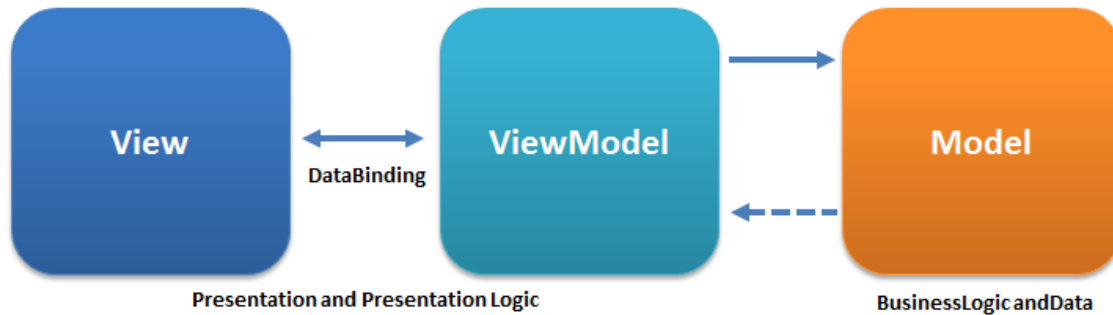 View
ViewModel
Model
DataBinding
Presentation and Presentation Logic
BusinessLogic andData